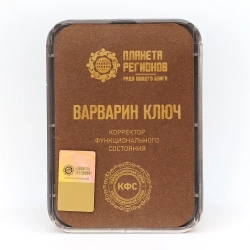 ПЛАНЕТА
РЕГИОНОВ
РАДИ ОБЩЕГО БЛАГА
ВАРВАРИН КЛЮЧ
КОРРЕКТОР
ФУНКЦИОНАЛЬНОГО
СОСТОЯНИЯ
КФС